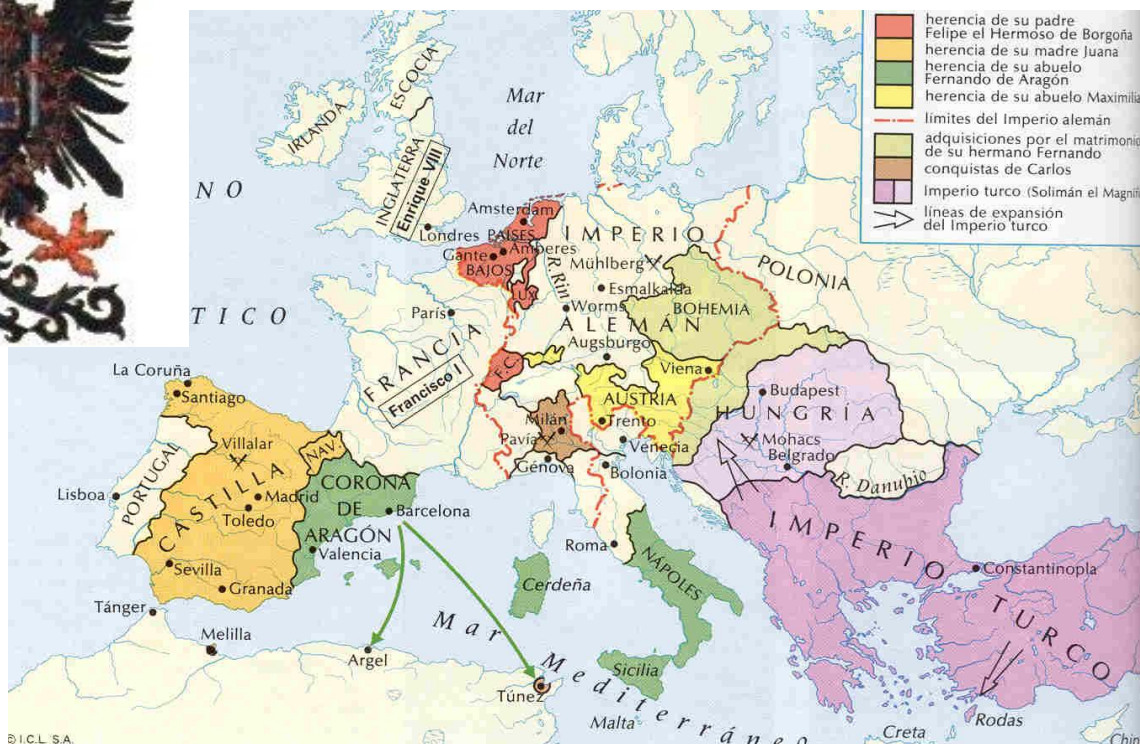 herencia de su padre
Felipe el Hermoso de Borgoña
herencia de su madre Juana
herencia de su abuelo
Fernando de Aragón
herencia de su abuelo
límites del Imperio alemán
adquisiciones por el matrimonio
de su hermano Fernando
conquistas de Carlos
Imperio turco (Solimán el
líneas de expansión
del Imperio turco
ESCOCIA
IRLANDA
Mar
del
Norte
NO
TICO
INGLATERRA
Enrique VIII
Londres
Amsterdam
PAISES
BAJOS
Amberes
Gante
LUX
R. Rin
IMPERIO
ALEMÁN
Mühlberg
Esmalkalda
Worms
Augsburgo
POLONIA
BOHEMIA
París
FRANCIA
Francisco I
F.C.
Viena
AUSTRIA
Trento
Milán
Pavía
Génova
Venecia
Bolonia
HUNGRÍA
Budapest
Mohacs
Belgrado
R. Danubio
La Coruña
Santiago
Villalar
NAV.
PORTUGAL
Lisboa
CASTILLA
Madrid
Toledo
Sevilla
Granada
CORONA
DE
ARAGÓN
Barcelona
Valencia
Roma
NÁPOLES
Cerdeña
Sicilia
IMPERIO
TURCO
Constantinopla
Tánger
Melilla
Argel
Túnez
Mar
Mediterráneo
Malta
Creta
Rodas
© I.C.L. S.A.